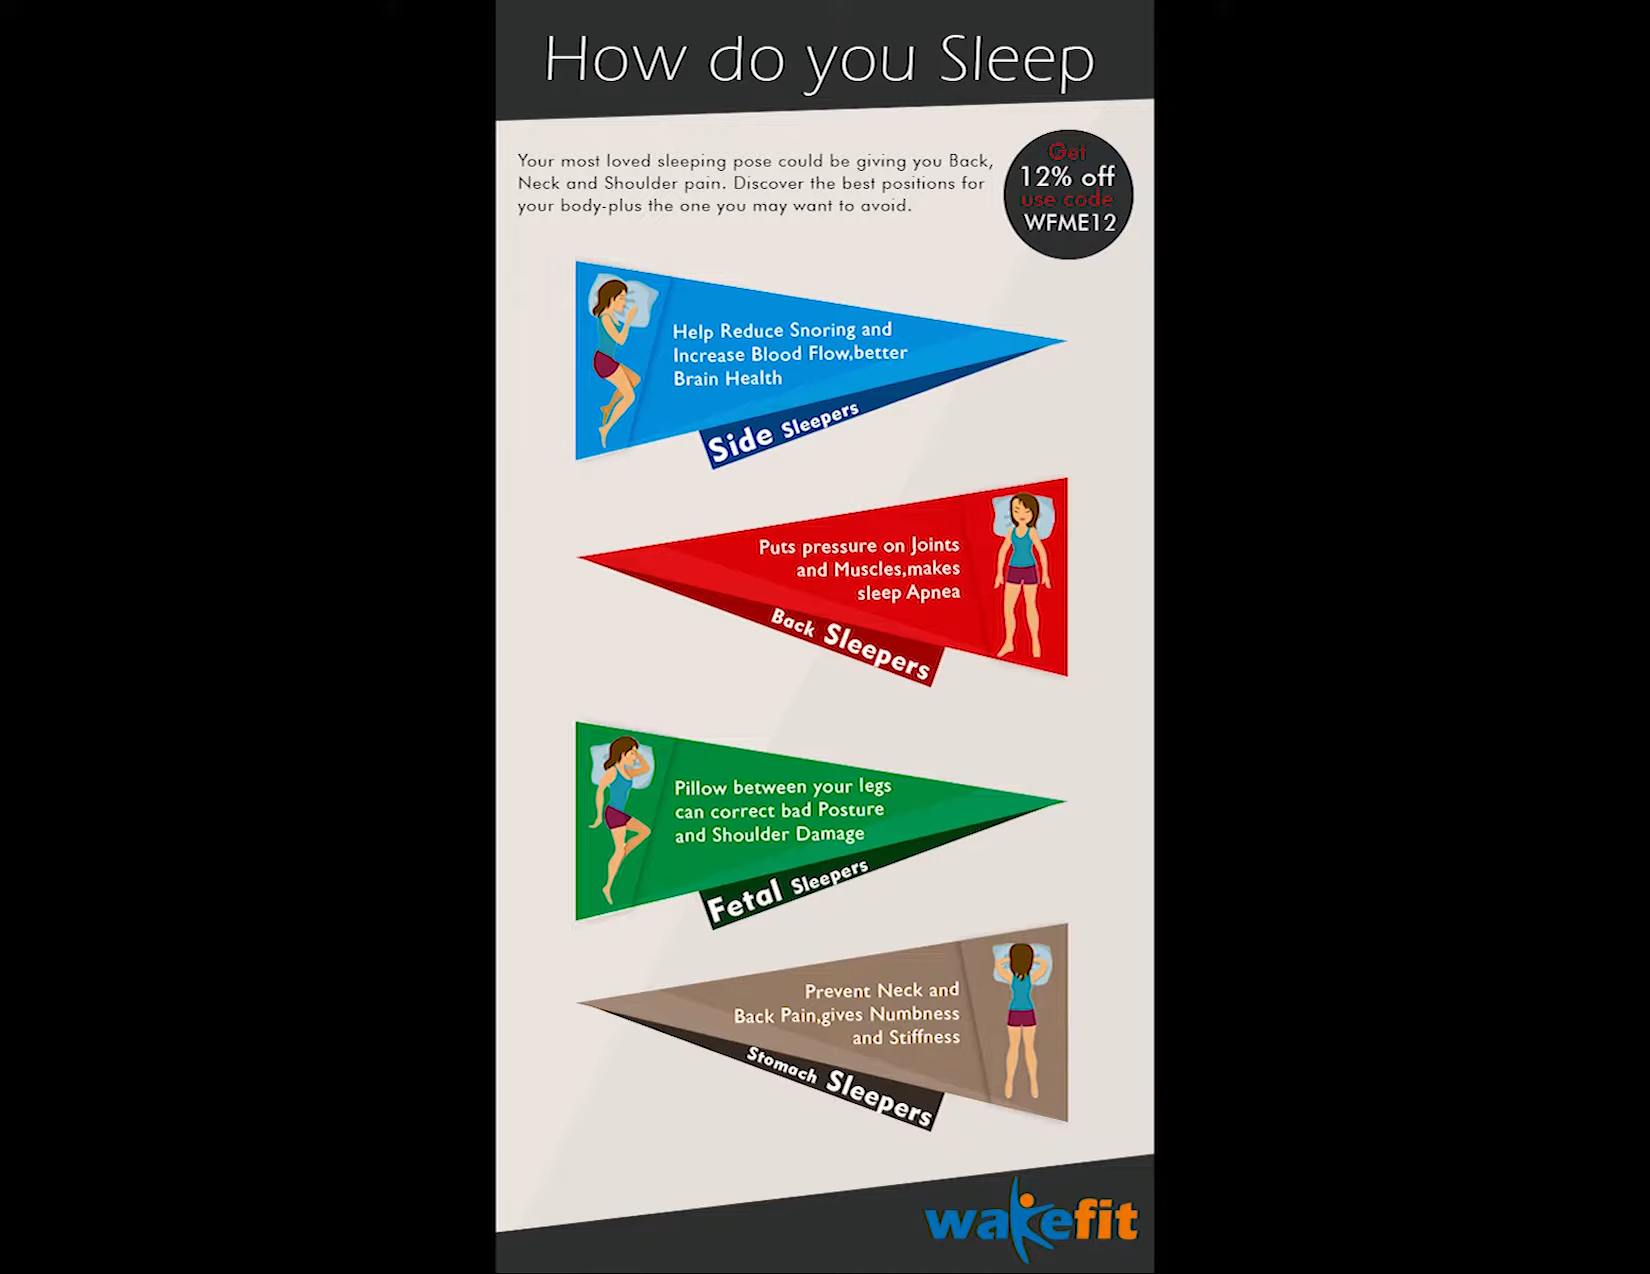 How do you Sleep
Your most loved sleeping pose could be giving you Back,
Neck and Shoulder pain. Discover the best positions for
your body-plus the one you may want to avoid.
Get
12% off
use code
WFME12
Help Reduce Snoring and
Increase Blood Flow,better
Brain Health
Side Sleepers
Puts pressure on Joints
and Muscles,makes
sleep Apnea
Back Sleepers
Pillow between your legs
can correct bad Posture
and Shoulder Damage
Fetal Sleepers
Prevent Neck and
Back Pain,gives Numbness
and Stiffness
Stomach Sleepers
wakefit